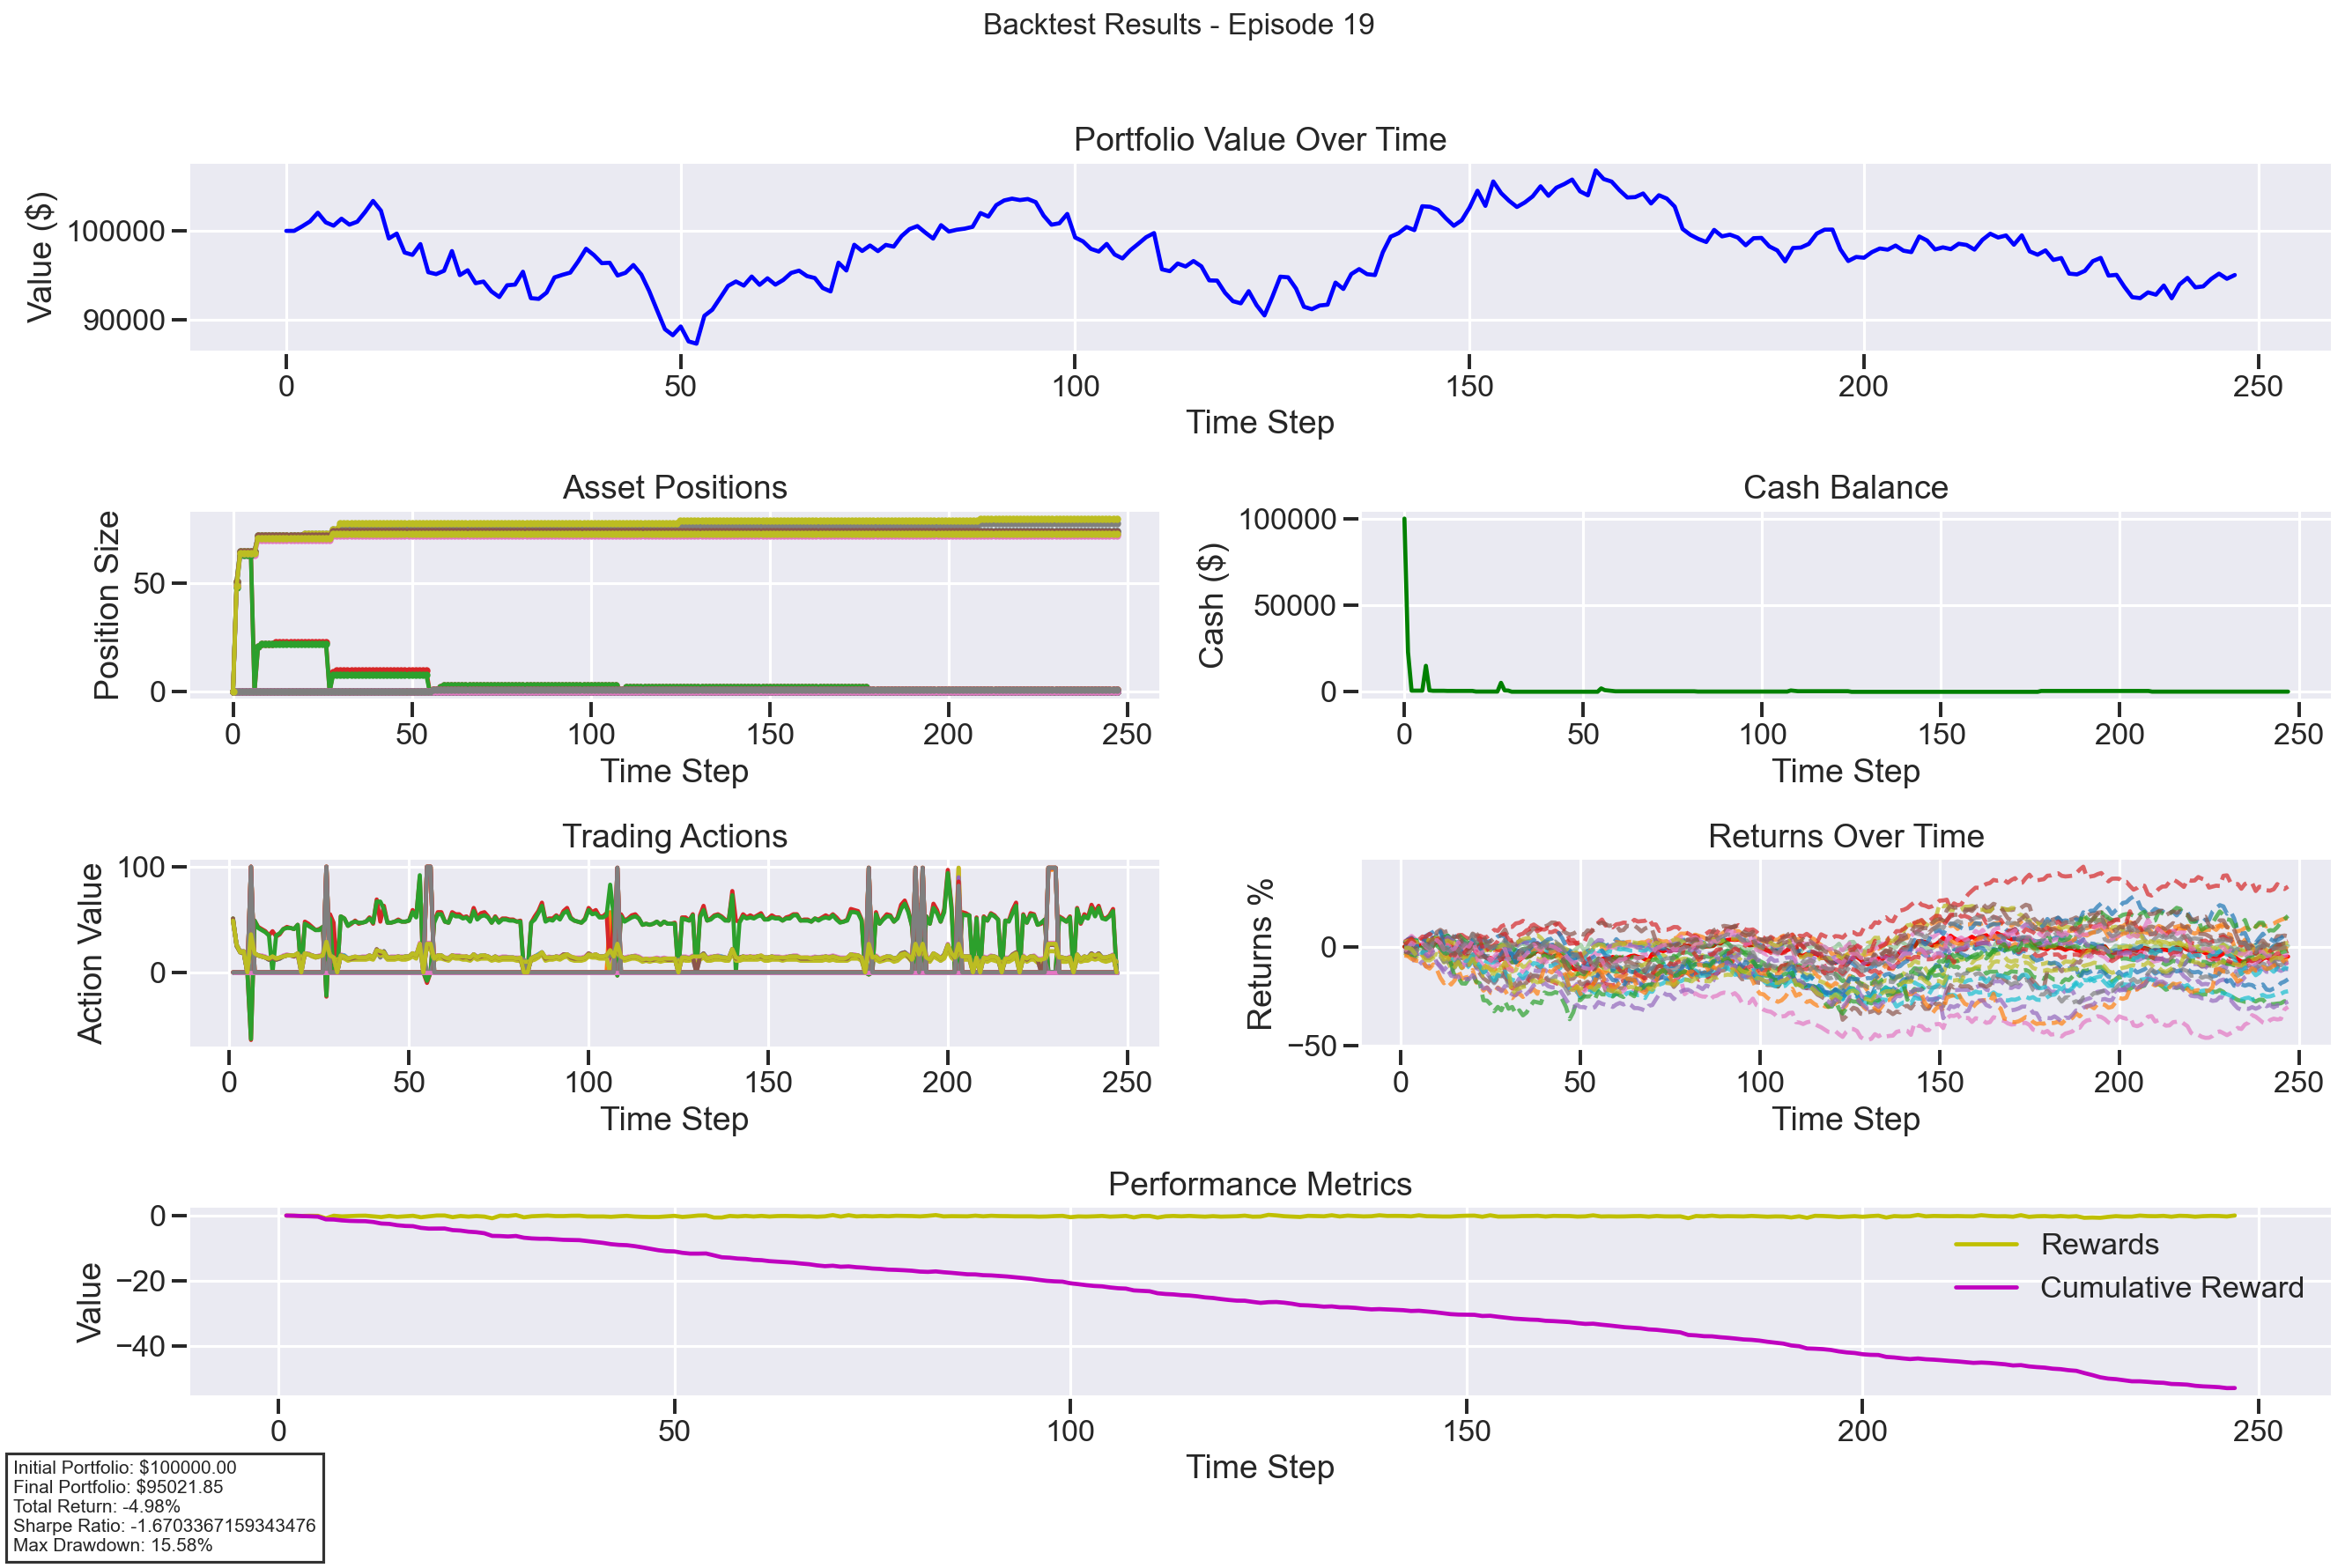 Backtest Results - Episode 19
Portfolio Value Over Time
Value ($)
100000
90000
0 50 100 150 200 250
Time Step
Asset Positions
Position Size
50
0
0 50 100 150 200 250
Time Step
Cash Balance
Cash ($)
100000
50000
0
0 50 100 150 200 250
Time Step
Trading Actions
Action Value
100
0
0 50 100 150 200 250
Time Step
Returns Over Time
Returns %
0
−50
0 50 100 150 200 250
Time Step
Performance Metrics
Value
0
−20
−40
Rewards
Cumulative Reward
0 50 100 150 200 250
Time Step
Initial Portfolio: $100000.00
Final Portfolio: $95021.85
Total Return: -4.98%
Sharpe Ratio: -1.6703367159343476
Max Drawdown: 15.58%